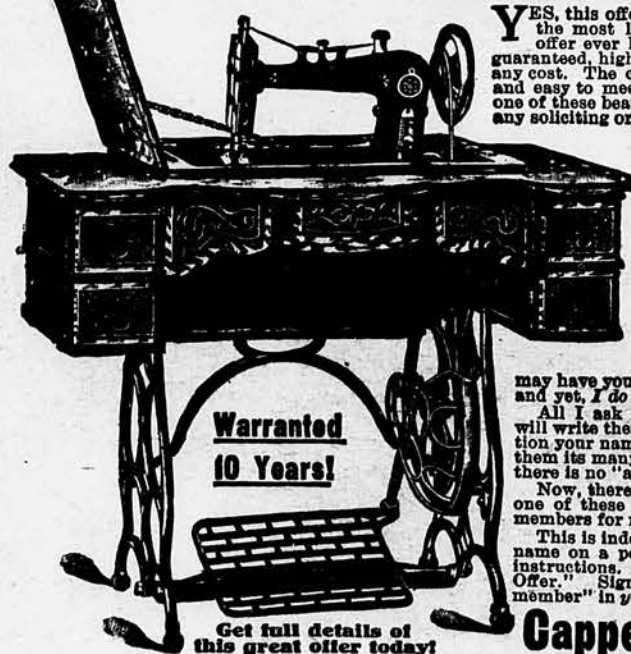 YES, this offe
the most l
offer ever
guaranteed, high
any cost. The c
and easy to mee
one of these bea
any soliciting or
Warranted
10 Years!
may have you
and yet, I do
All I ask
will write the
tion your nam
them its many
there is no "a
Now, there
one of these
members for
This is inde
name on a po
instructions.
Offer." Sign
member" in y
Get full details of
this great offer today!
Cappe